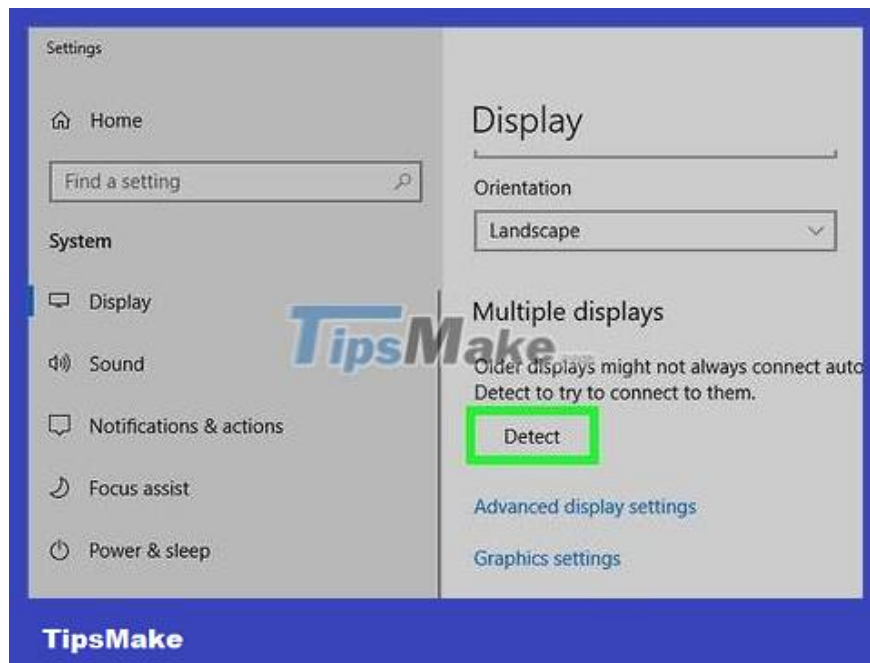 Settings
Home
Find a setting
System
Display
Sound
Notifications & actions
Focus assist
Power & sleep
Display
Orientation
Landscape
Multiple displays
Older displays might not always connect auto
Detect to try to connect to them.
Detect
Advanced display settings
Graphics settings
TipsMake
TipsMake